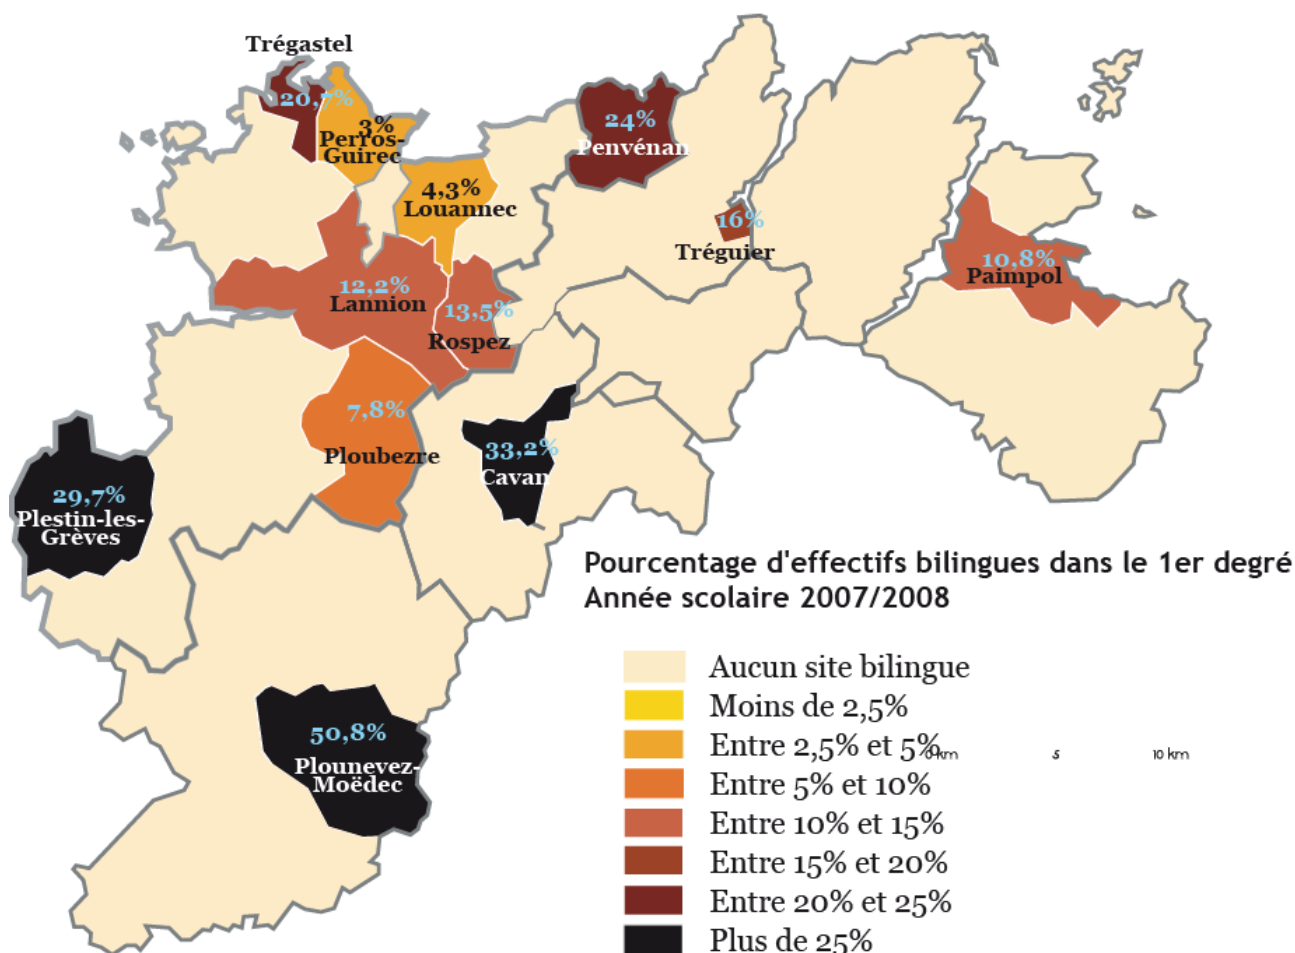 Trégastel
20,7%
3%
Perros-
Guirec
4,3%
Louannec
24%
Penvénan
16%
Tréguier
10,8%
Paimpol
12,2%
Lannion
13,5%
Rospez
7,8%
Ploubezre
33,2%
Cavan
29,7%
Plestin-les-
Grèves
50,8%
Plounevez-
Moëdec
Pourcentage d'effectifs bilingues dans le 1er degré
Année scolaire 2007/2008
Aucun site bilingue
Moins de 2,5%
Entre 2,5% et 5%
0 km 5 10 km
Entre 5% et 10%
Entre 10% et 15%
Entre 15% et 20%
Entre 20% et 25%
Plus de 25%